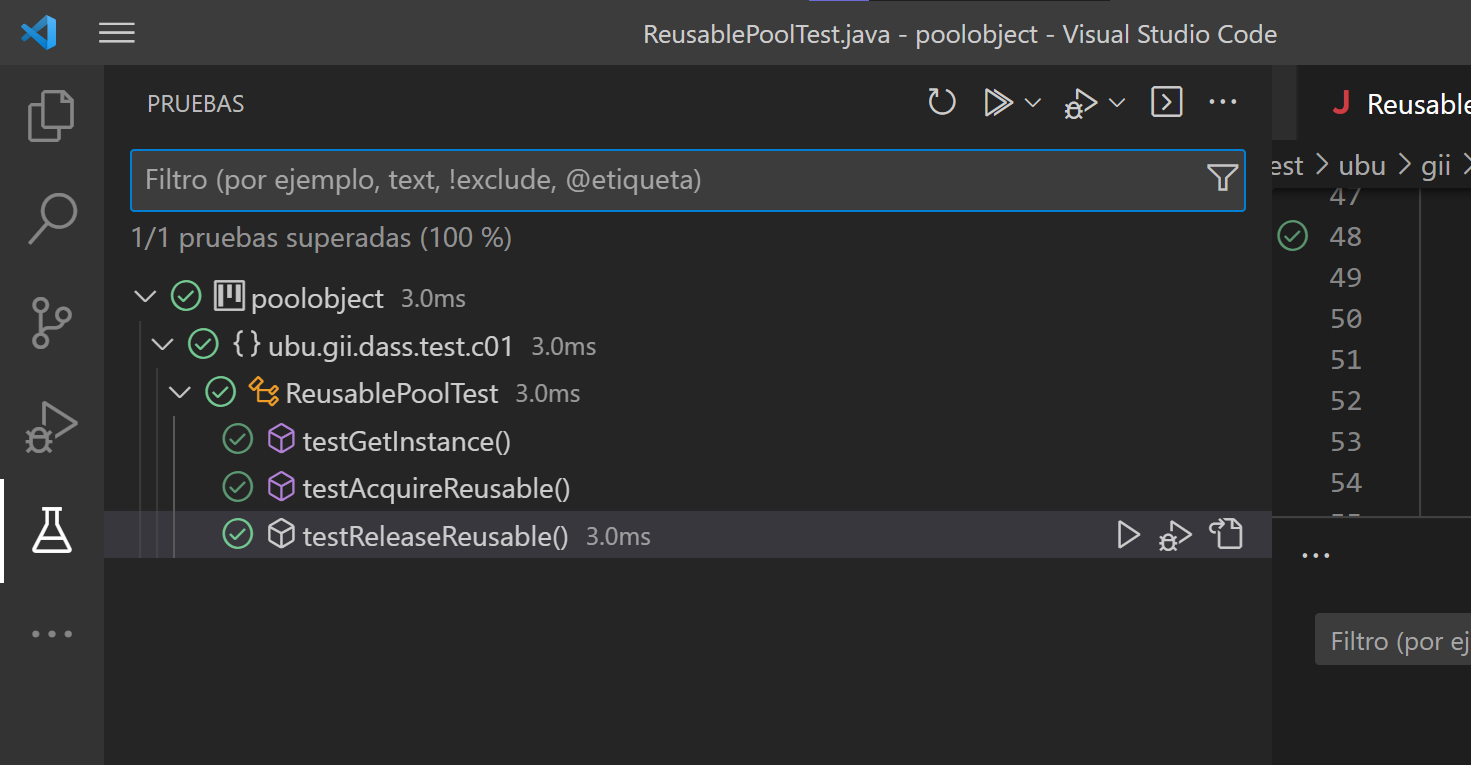 ReusablePoolTest.java - poolobject - Visual Studio Code
PRUEBAS
Filtro (por ejemplo, text, !exclude, @etiqueta)
1/1 pruebas superadas (100 %)
poolobject 3.0ms
{} ubu.gii.dass.test.c01 3.0ms
ReusablePoolTest 3.0ms
testGetInstance()
testAcquireReusable()
testReleaseReusable() 3.0ms
J Reusable
est > ubu > gii >
47
48
49
50
51
52
53
54
Filtro (por ej